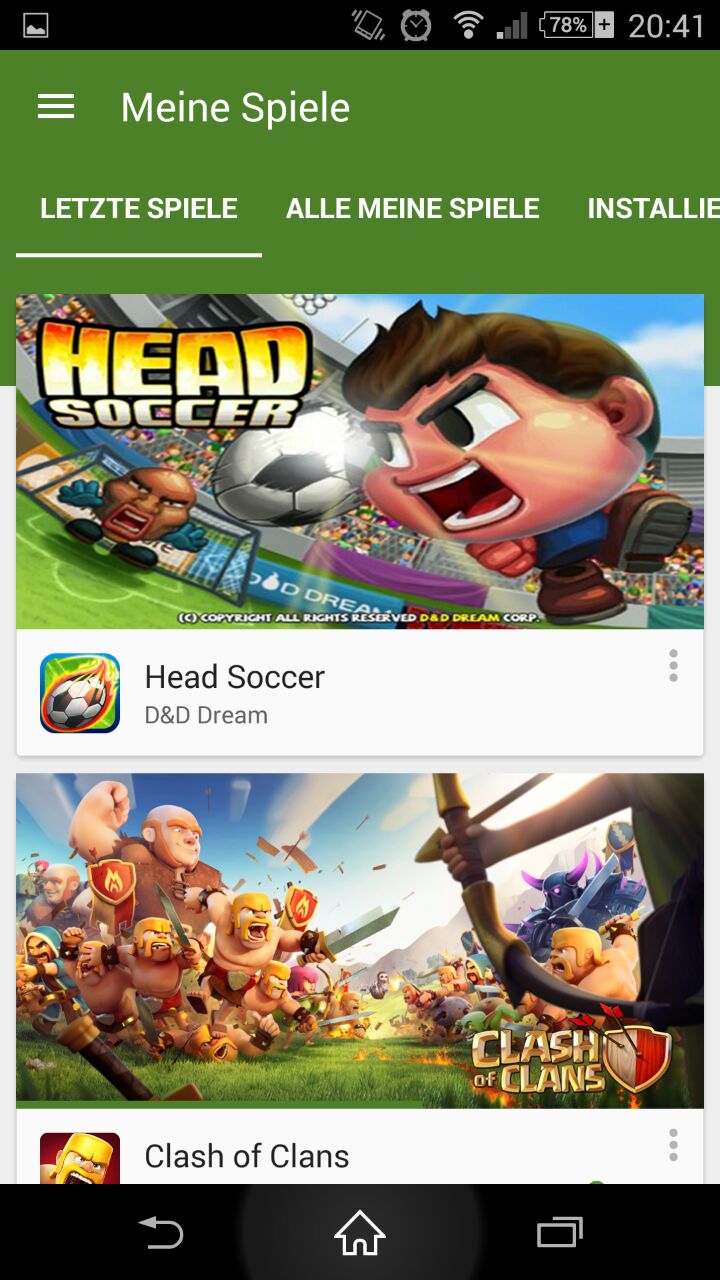 78%
20:41
Meine Spiele
LETZTE SPIELE
ALLE MEINE SPIELE
INSTALLIE
HEAD
SOCCER
D&D DREAM
(C) COPYRIGHT ALL RIGHTS RESERVED D&D DREAM CORP.
Head Soccer
D&D Dream
CLASH
OF CLANS
Clash of Clans